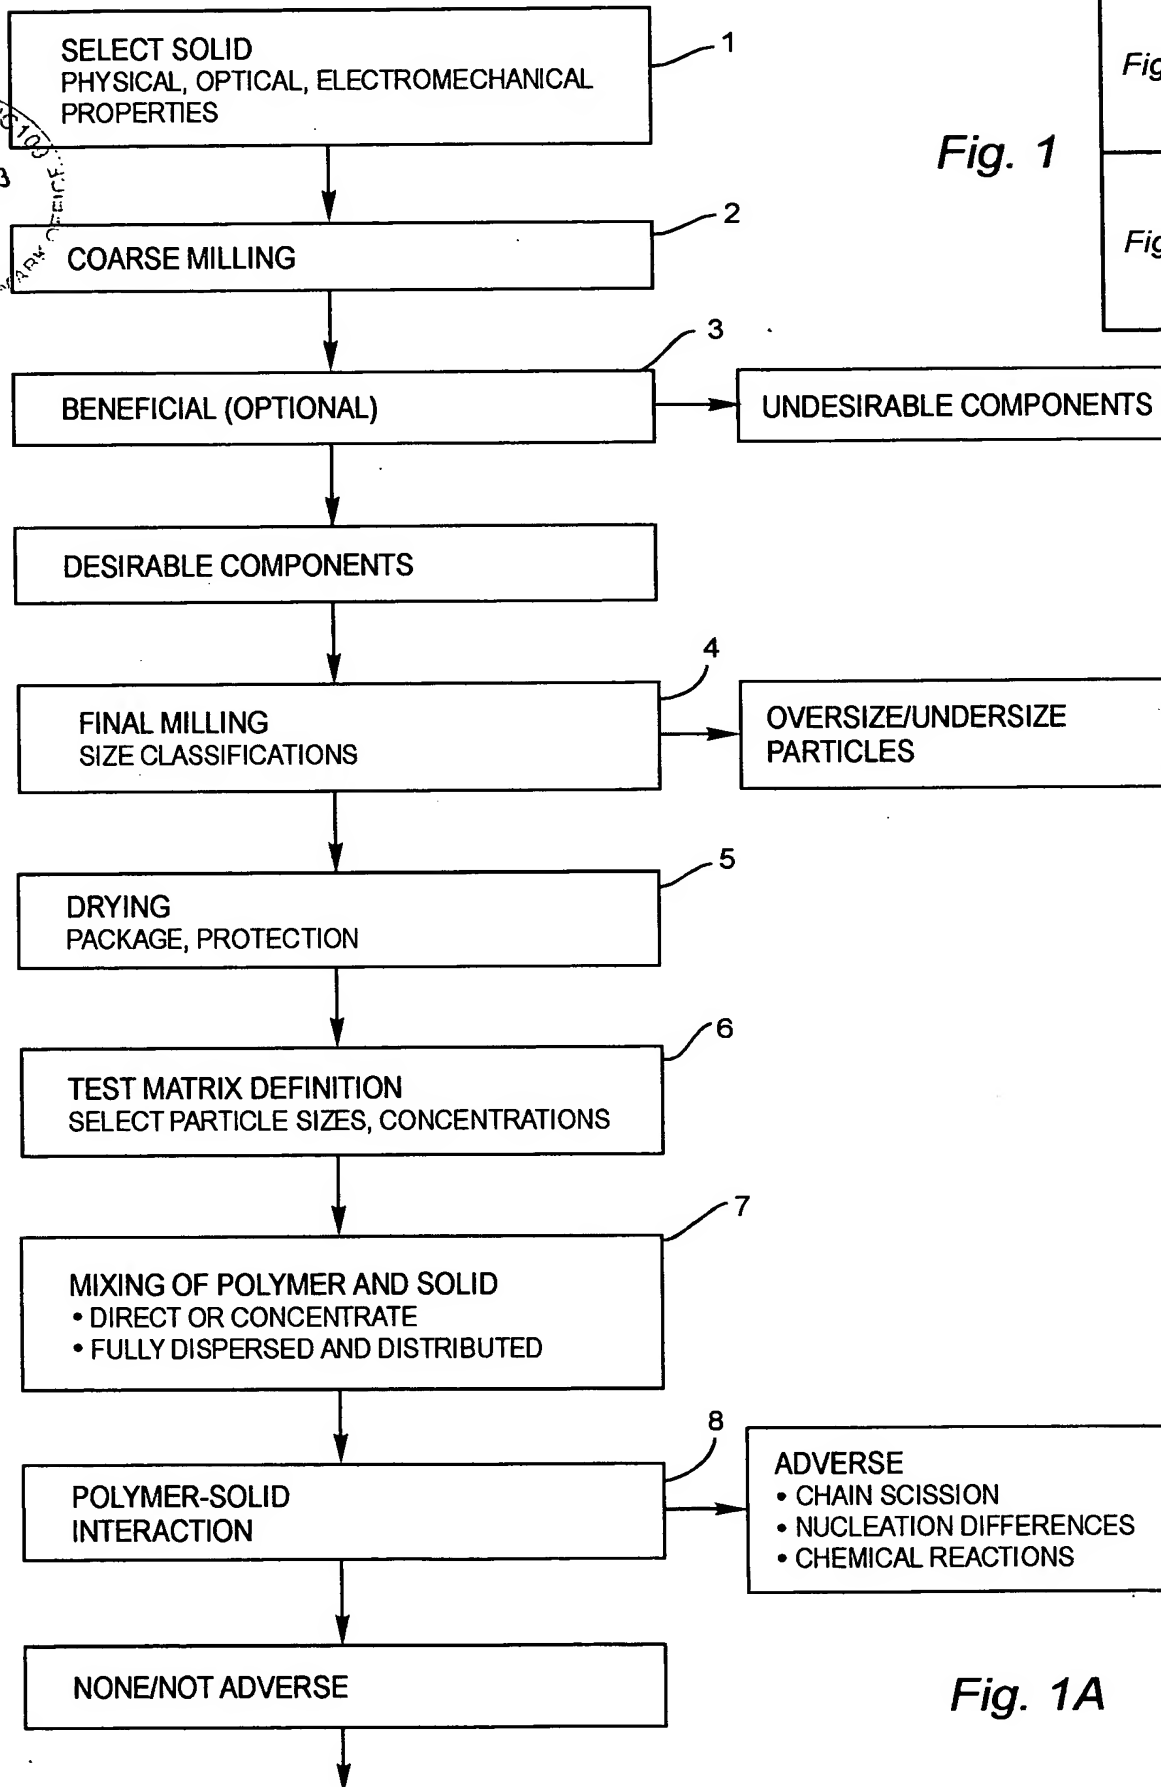 SELECT SOLID
PHYSICAL, OPTICAL, ELECTROMECHANICAL
PROPERTIES
1
Fig. 1
Fig
Fig
COARSE MILLING
2
BENEFICIAL (OPTIONAL)
3
UNDESIRABLE COMPONENTS
DESIRABLE COMPONENTS
FINAL MILLING
SIZE CLASSIFICATIONS
4
OVERSIZE/UNDERSIZE
PARTICLES
DRYING
PACKAGE, PROTECTION
5
TEST MATRIX DEFINITION
SELECT PARTICLE SIZES, CONCENTRATIONS
6
MIXING OF POLYMER AND SOLID
• DIRECT OR CONCENTRATE
• FULLY DISPERSED AND DISTRIBUTED
7
POLYMER-SOLID
INTERACTION
8
ADVERSE
• CHAIN SCISSION
• NUCLEATION DIFFERENCES
• CHEMICAL REACTIONS
NONE/NOT ADVERSE
Fig. 1A